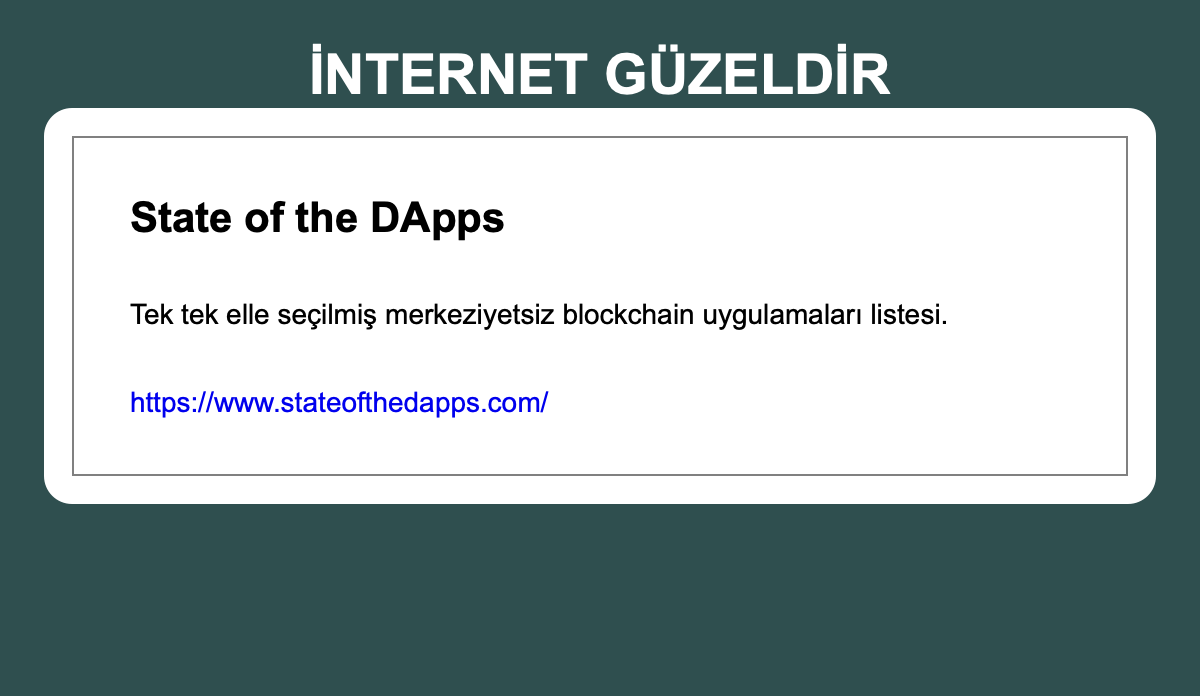 İNTERNET GÜZELDİR
State of the DApps
Tek tek elle seçilmiş merkeziyetsiz blockchain uygulamaları listesi.
https://www.stateofthedapps.com/